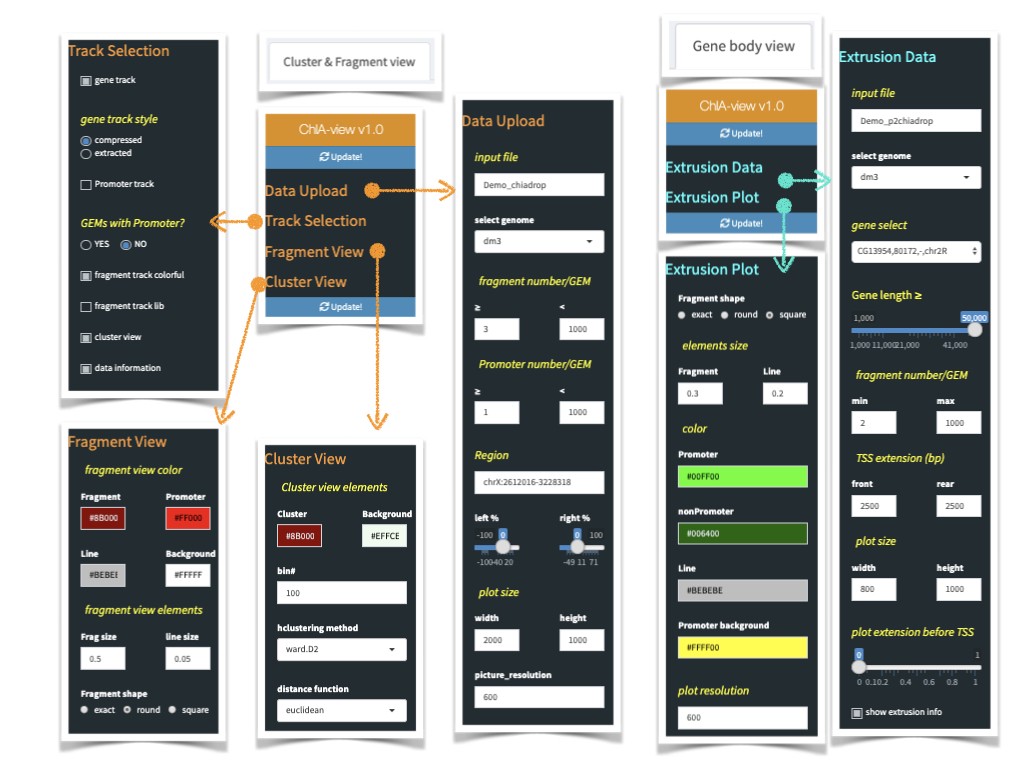 Track Selection
gene track
gene track style
compressed
extracted
Promoter track
GEMs with Promoter?
YES NO
fragment track colorful
fragment track lib
cluster view
data information
Fragment View
fragment view color
Fragment Promoter
#8B000 #FF000
Line Background
#BEBEI #FFFFF
fragment view elements
Frag size line size
0.5 0.05
Fragment shape
exact round square
Cluster & Fragment view
ChIA-view v1.0
Update!
Data Upload
Track Selection
Fragment View
Cluster View
Update!
Cluster View
Cluster view elements
Cluster Background
#8B000 #EFFCE
bin#
100
hclustering method
ward.D2
distance function
euclidean
Data Upload
input file
Demo_chiadrop
select genome
dm3
fragment number/GEM
≥ <
3 1000
Promoter number/GEM
≥ <
1 1000
Region
chrX:2612016-3228318
left % right %
-100 0 0 100
-100-40 20 -49 11 71
plot size
width height
2000 1000
picture_resolution
600
Gene body view
ChIA-view v1.0
Update!
Extrusion Data
Extrusion Plot
Update!
Extrusion Plot
Fragment shape
exact round square
elements size
Fragment Line
0.3 0.2
color
Promoter
#00FF00
nonPromoter
#006400
Line
#BEBEBE
Promoter background
#FFFF00
plot resolution
600
Extrusion Data
input file
Demo_p2chiadrop
select genome
dm3
gene select
CG13954,80172,-,chr2R
Gene length ≥
1,000 50,000
1,000 11,00021,000 41,000
fragment number/GEM
min max
2 1000
TSS extension (bp)
front rear
2500 2500
plot size
width height
800 1000
plot extension before TSS
0 1
0 0.10.2 0.4 0.6 0.8 1
show extrusion info